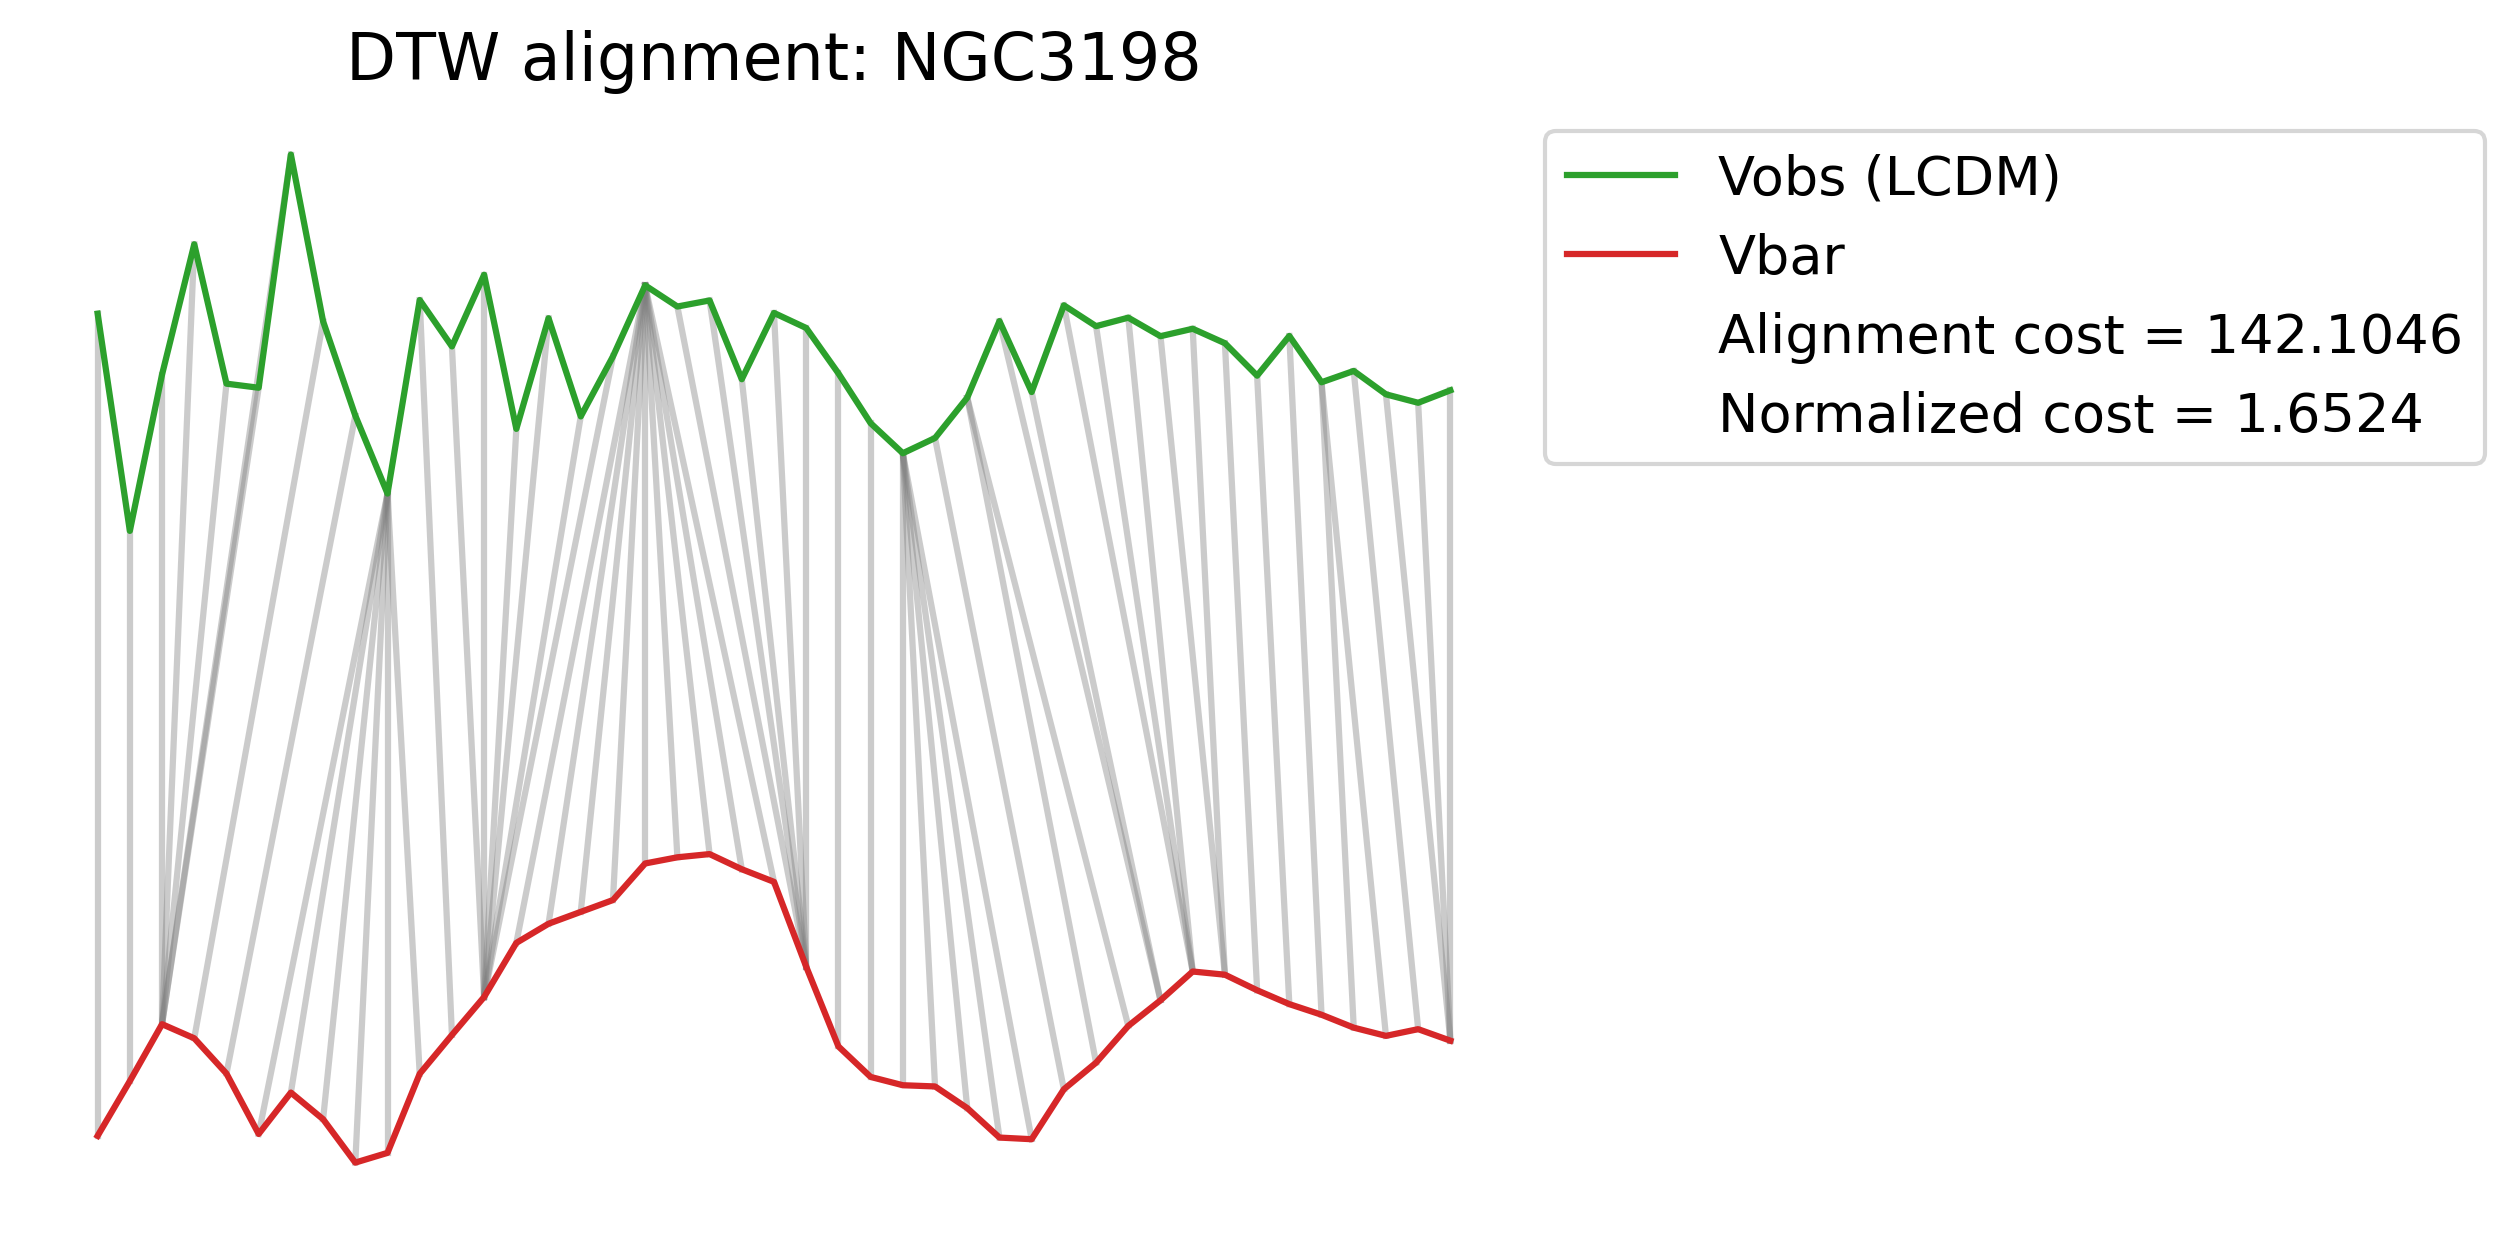 DTW alignment: NGC3198
Vobs (LCDM)
Vbar
Alignment cost = 142.1046
Normalized cost = 1.6524